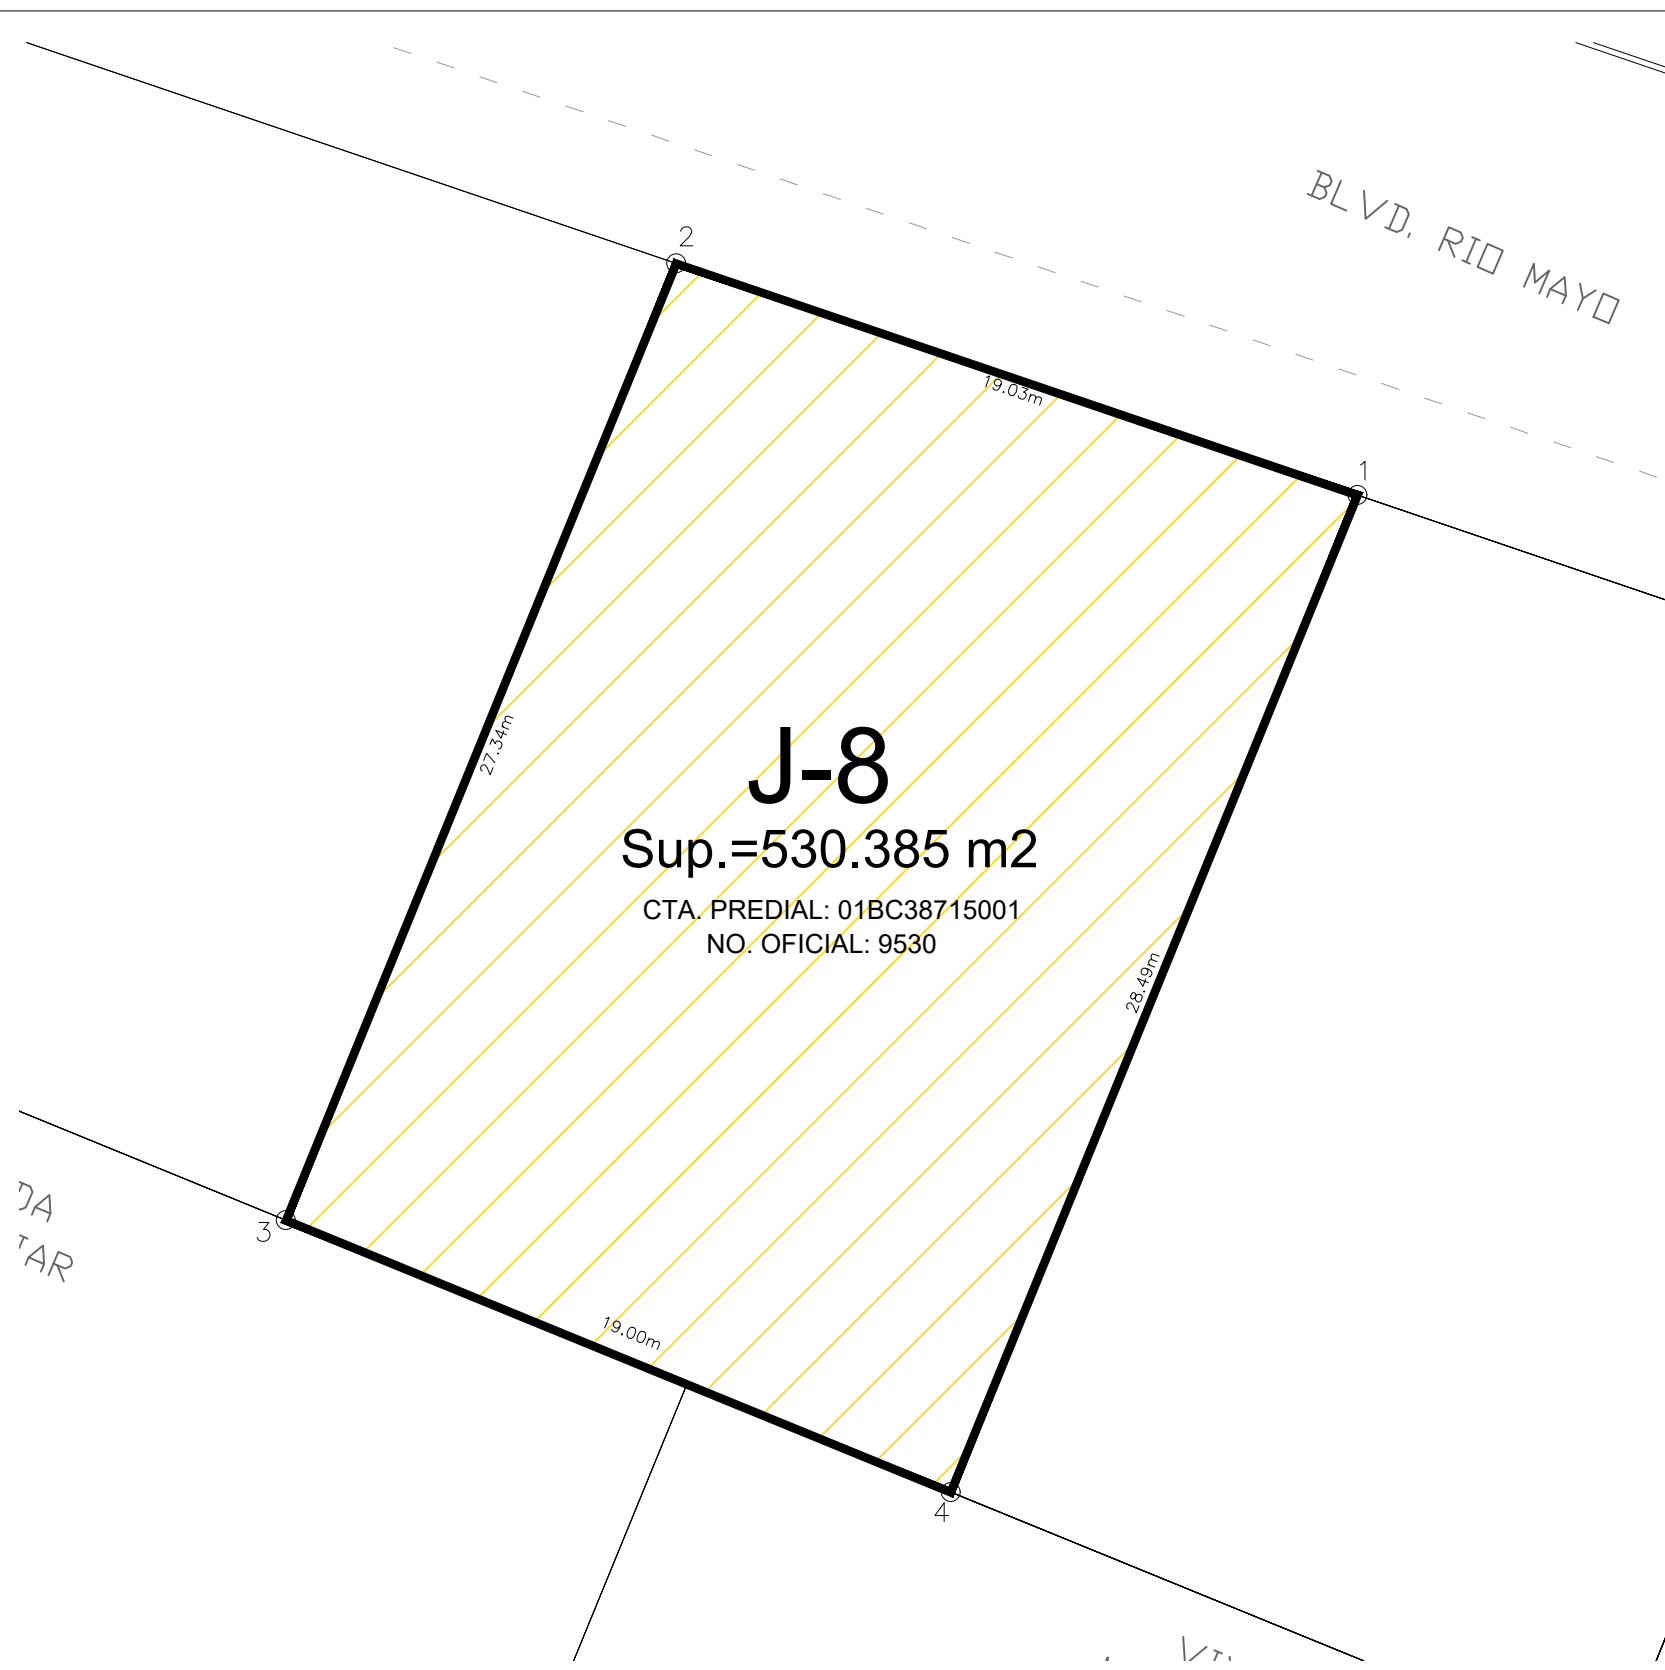 BLVD. RIO MAYO
2
19.03m
1
27.34m
J-8
Sup.=530.385 m2
CTA. PREDIAL: 01BC38715001
NO. OFICIAL: 9530
28.49m
3
19.00m
4